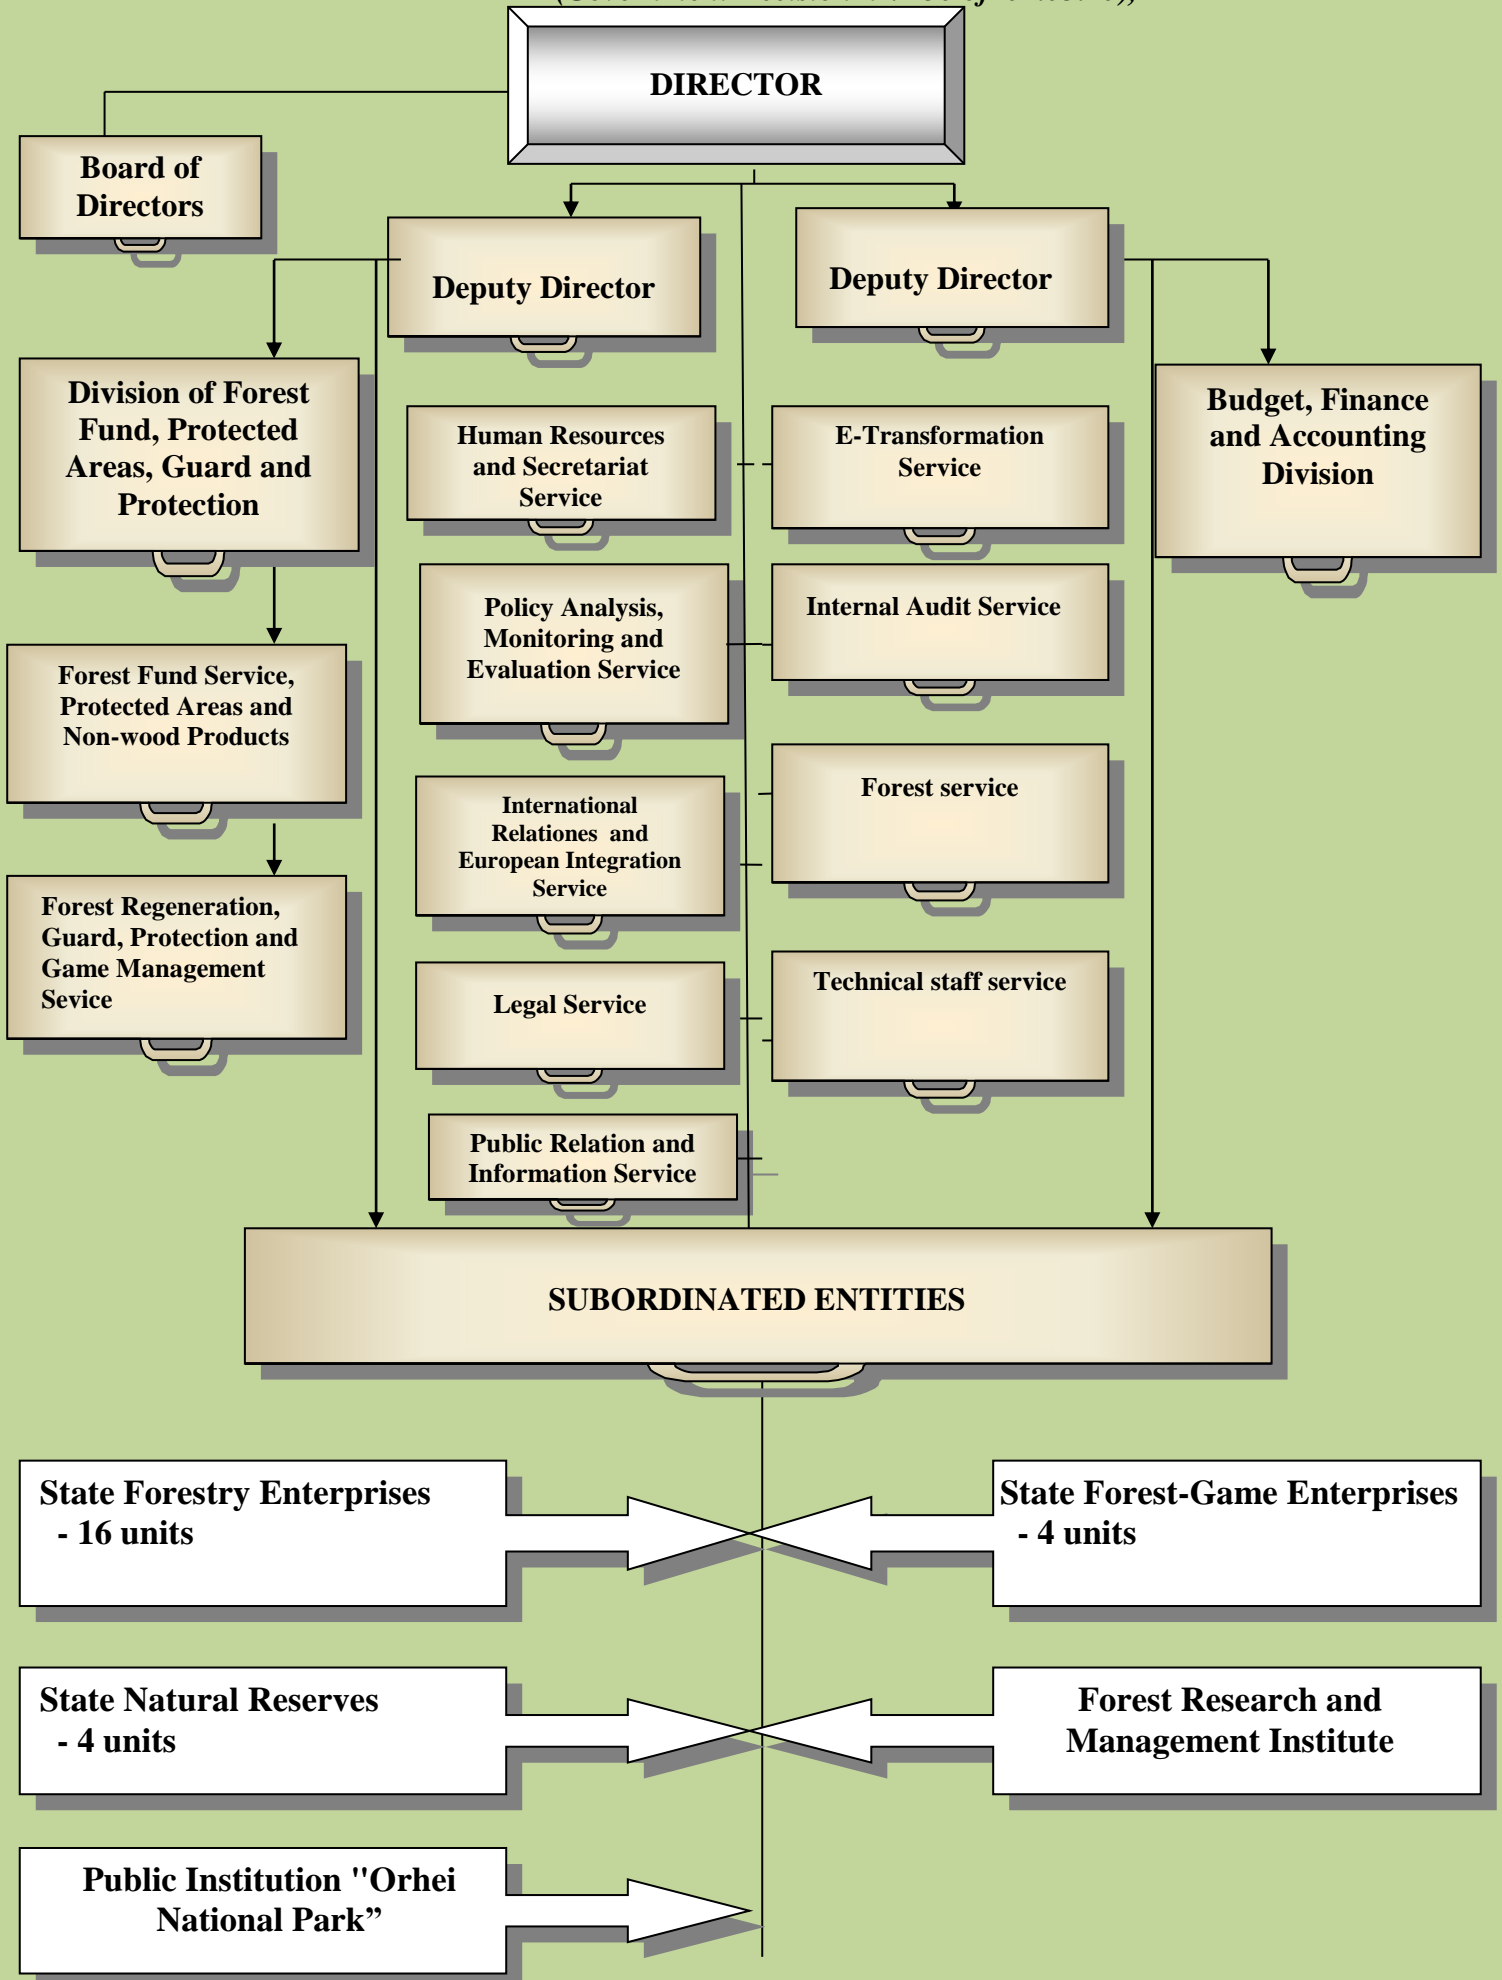 DIRECTOR
Board of
Directors
Deputy Director
Deputy Director
Division of Forest
Fund, Protected
Areas, Guard and
Protection
Human Resources
and Secretariat
Service
E-Transformation
Service
Budget, Finance
and Accounting
Division
Policy Analysis,
Monitoring and
Evaluation Service
Internal Audit Service
Forest Fund Service,
Protected Areas and
Non-wood Products
International
Relationes and
European Integration
Service
Forest service
Forest Regeneration,
Guard, Protection and
Game Management
Sevice
Legal Service
Technical staff service
Public Relation and
Information Service
SUBORDINATED ENTITIES
State Forestry Enterprises
- 16 units
State Forest-Game Enterprises
- 4 units
State Natural Reserves
- 4 units
Forest Research and
Management Institute
Public Institution "Orhei
National Park”